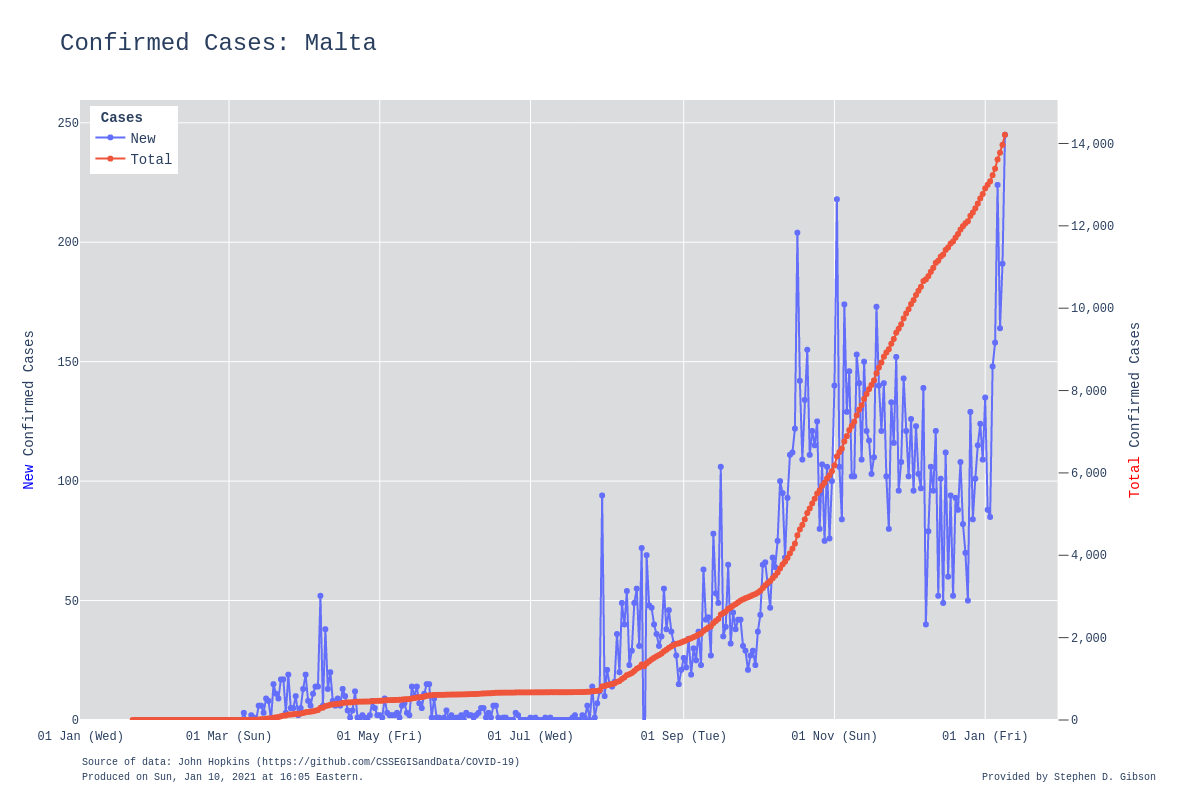 Confirmed Cases: Malta
Cases
New
Total
250
200
150
100
50
0
14,000
12,000
10,000
8,000
6,000
4,000
2,000
0
New Confirmed Cases
Total Confirmed Cases
01 Jan (Wed)
01 Mar (Sun)
01 May (Fri)
01 Jul (Wed)
01 Sep (Tue)
01 Nov (Sun)
01 Jan (Fri)
Source of data: John Hopkins (https://github.com/CSSEGISandData/COVID-19)
Produced on Sun, Jan 10, 2021 at 16:05 Eastern.
Provided by Stephen D. Gibson